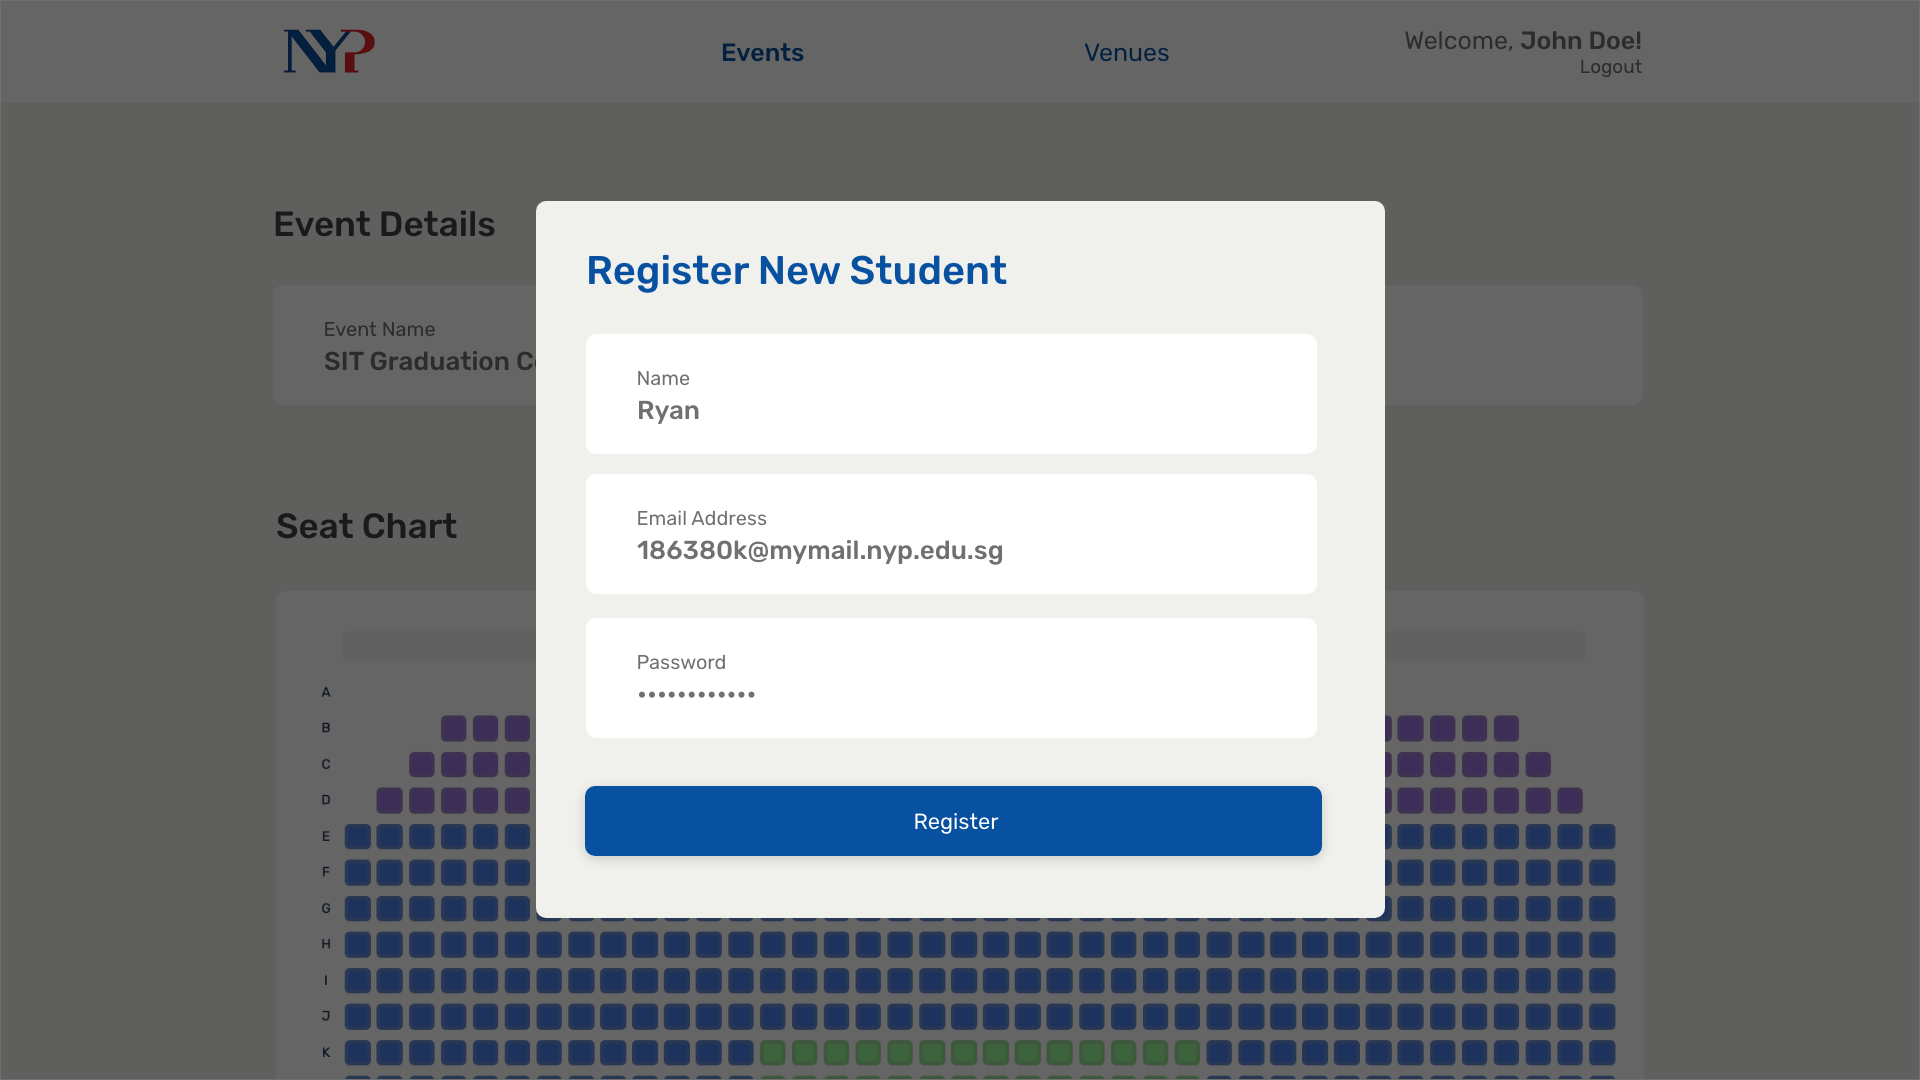 NYP
Events
Venues
Welcome, John Doe!
Logout
Event Details
Event Name
SIT Graduation C
Register New Student
Name
Ryan
Email Address
186380k@mymail.nyp.edu.sg
Password
••••••••••••
Register
Seat Chart
A
B
C
D
E
F
G
H
I
J
K